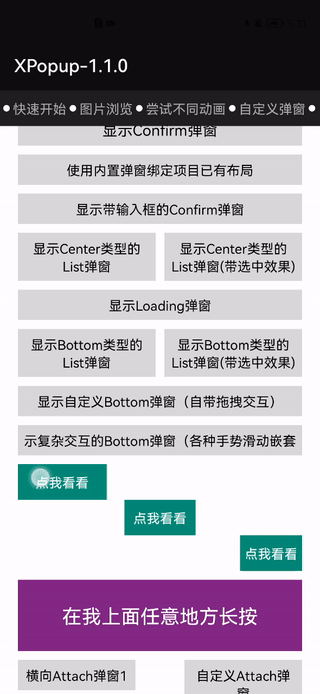 XPopup-1.1.0
快速开始
图片浏览
尝试不同动画
自定义弹窗
显示Confirm弹窗
使用内置弹窗绑定项目已有布局
显示带输入框的Confirm弹窗
显示Center类型的
List弹窗
显示Center类型的
List弹窗(带选中效果)
显示Loading弹窗
显示Bottom类型的
List弹窗
显示Bottom类型的
List弹窗(带选中效果)
显示自定义Bottom弹窗（自带拖拽交互）
示复杂交互的Bottom弹窗（各种手势滑动嵌套
点我看看
点我看看
点我看看
在我上面任意地方长按
横向Attach弹窗1
自定义Attach弹
窗